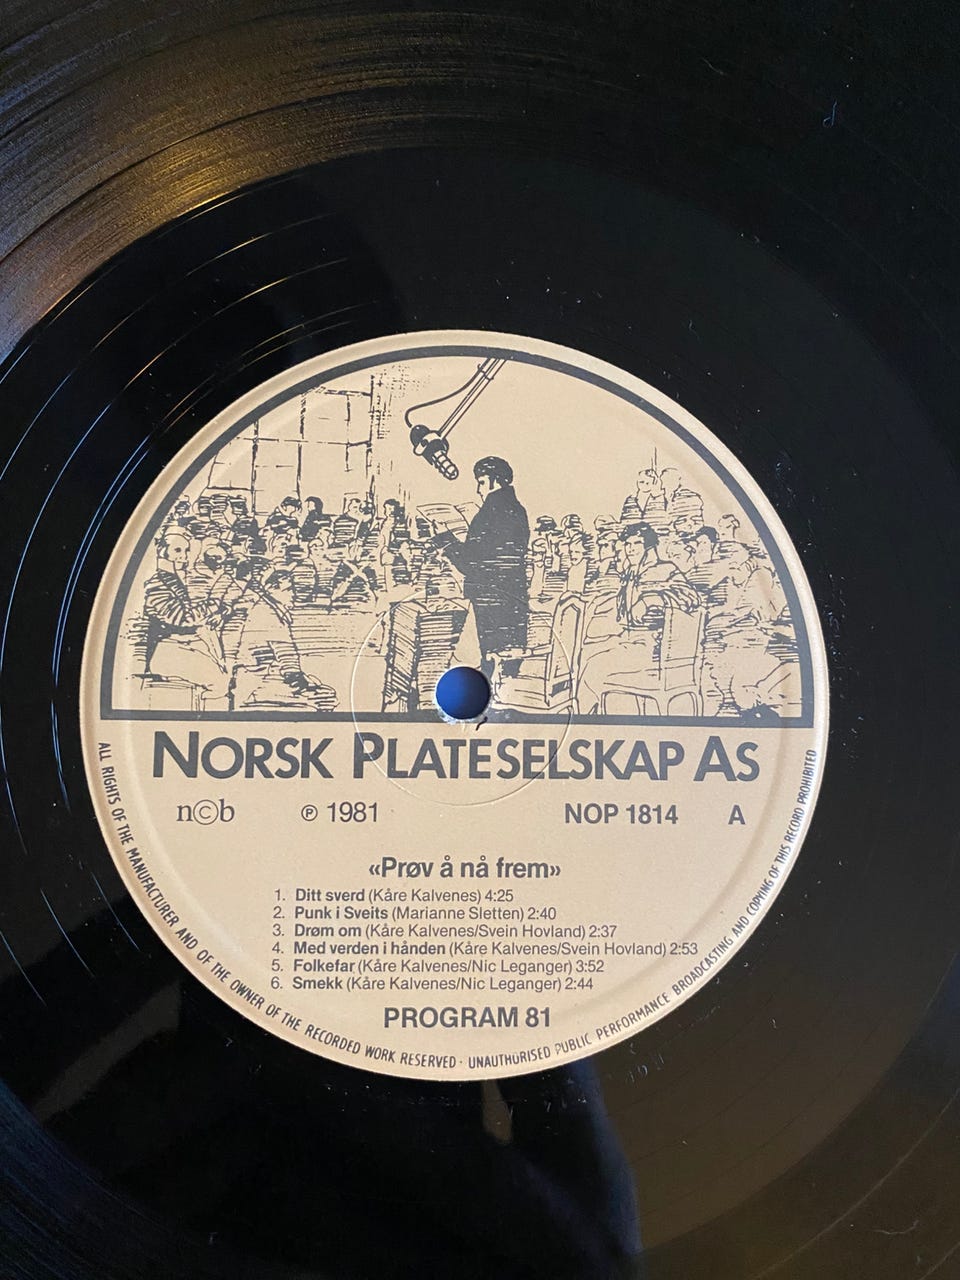 NORSK PLATESELSKAP AS
n©b ℗ 1981 NOP 1814 A
«Prøv å nå frem»
1. Ditt sverd (Kåre Kalvenes) 4:25
2. Punk i Sveits (Marianne Sletten) 2:40
3. Drøm om (Kåre Kalvenes/Svein Hovland) 2:37
4. Med verden i hånden (Kåre Kalvenes/Svein Hovland) 2:53
5. Folkefar (Kåre Kalvenes/Nic Leganger) 3:52
6. Smekk (Kåre Kalvenes/Nic Leganger) 2:44
PROGRAM 81
ALL RIGHTS OF THE MANUFACTURER AND OF THE OWNER OF THE RECORDED WORK RESERVED · UNAUTHORISED PUBLIC PERFORMANCE BROADCASTING AND COPYING OF THIS RECORD PROHIBITED